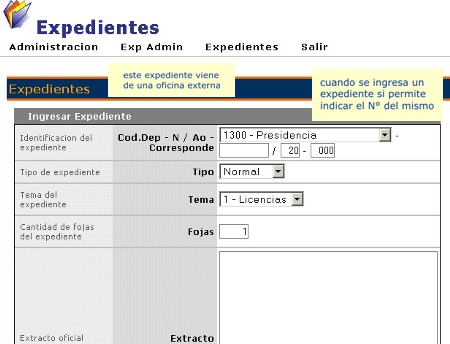 Expedientes
Administracion Exp Admin Expedientes Salir
este expediente viene
de una oficina externa
cuando se ingresa un
expediente si permite
indicar el Nº del mismo
Expedientes
Ingresar Expediente
Identificacion del
expediente
Cod.Dep - N / Ao -
Corresponde
1300 - Presidencia -
/ 20 - 000
Tipo de expediente Tipo Normal
Tema del
expediente
Tema 1 - Licencias
Cantidad de fojas
del expediente
Fojas 1
Extracto oficial Extracto